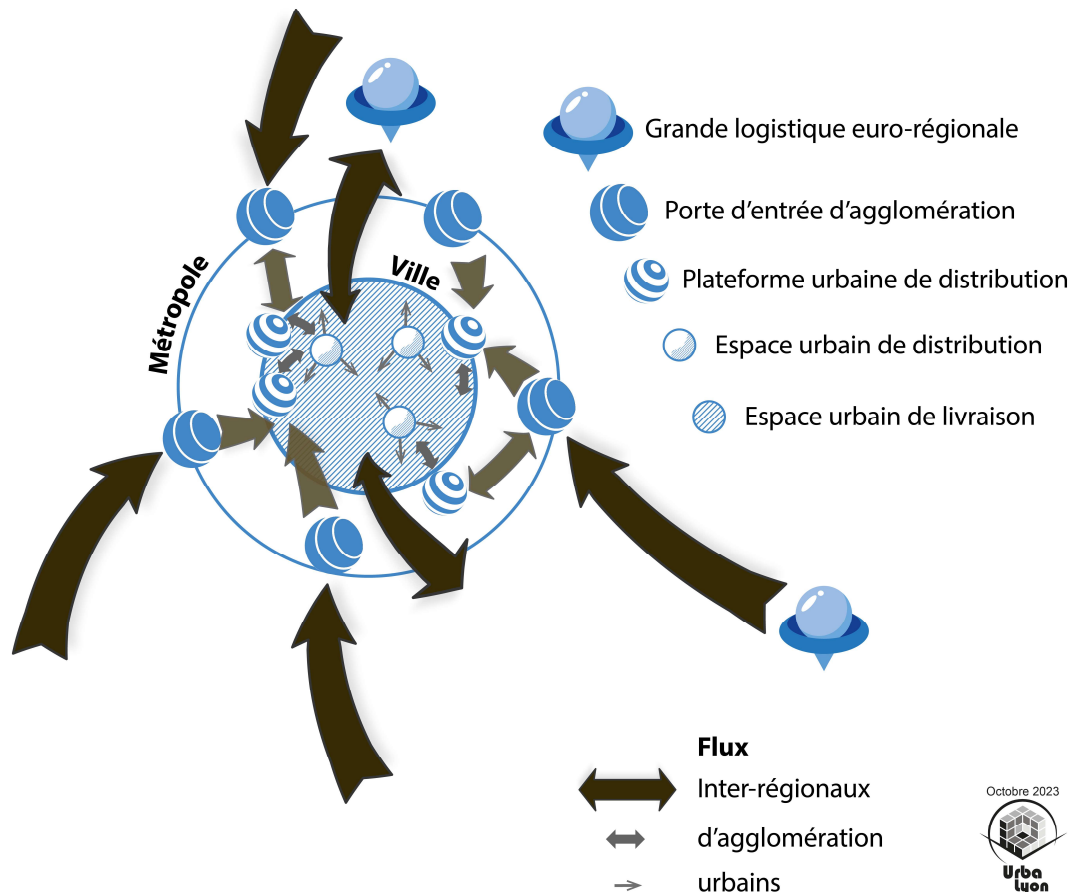 Grande logistique euro-régionale
Porte d'entrée d'agglomération
Ville
Métropole
Plateforme urbaine de distribution
Espace urbain de distribution
Espace urbain de livraison
Flux
Inter-régionaux
d'agglomération
urbains
Octobre 2023
Urba
Lyon